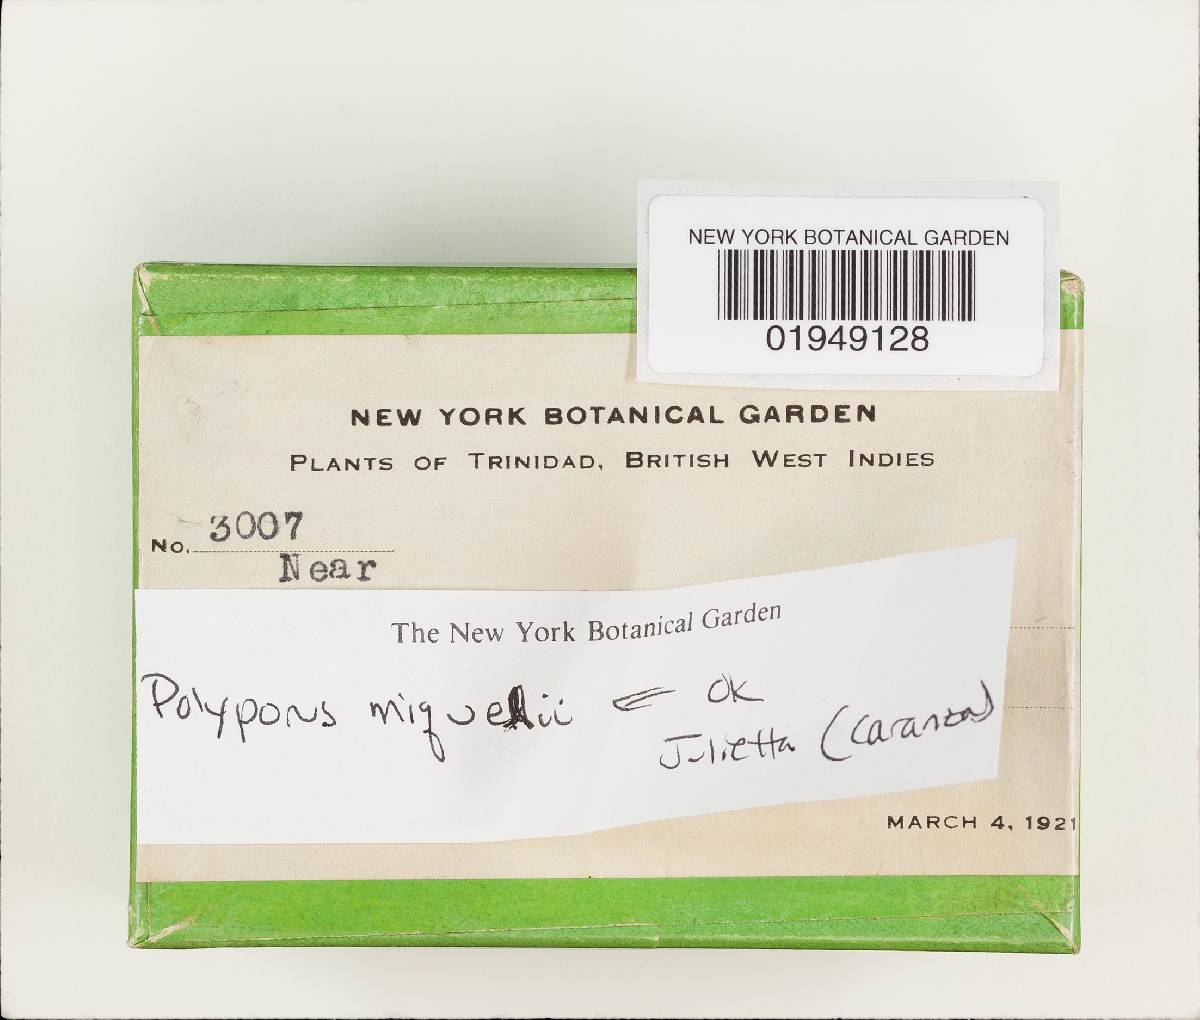 NEW YORK BOTANICAL GARDEN
01949128
NEW YORK BOTANICAL GARDEN
PLANTS OF TRINIDAD, BRITISH WEST INDIES
No. 3007
Near
The New York Botanical Garden
Polyporus miquelii ⇐ OK
Julietta (Caranza)
MARCH 4, 1921